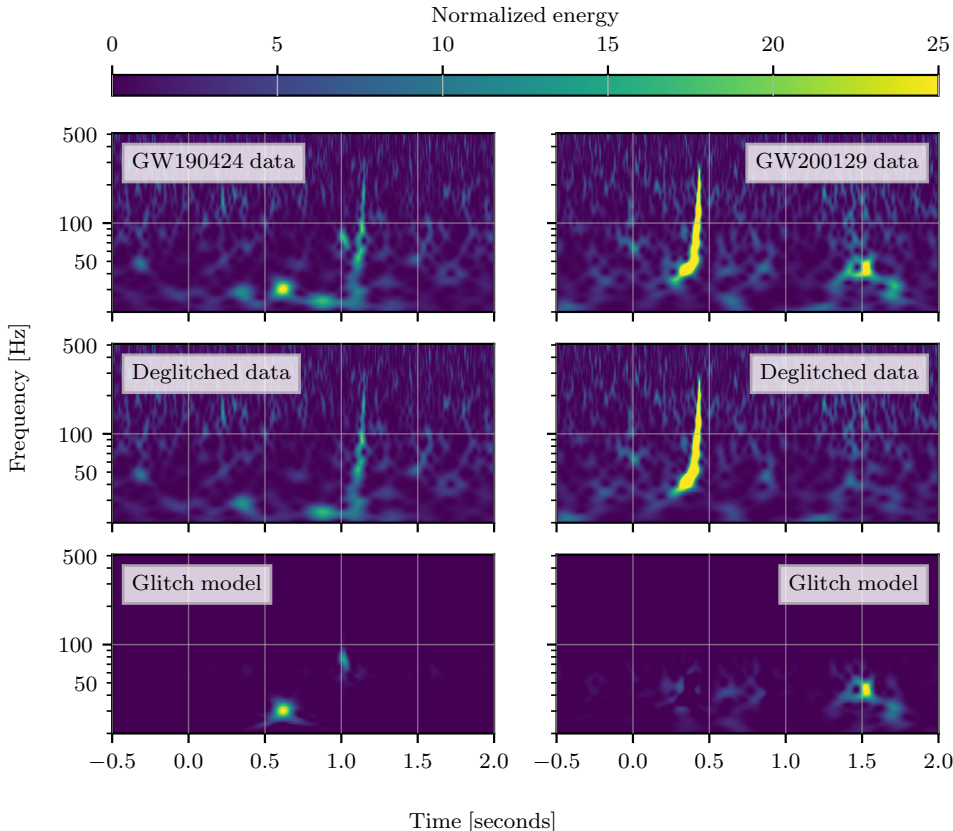 Normalized energy
0 5 10 15 20 25
500
100
50
GW190424 data
GW200129 data
Frequency [Hz]
500
100
50
Deglitched data
Deglitched data
500
100
50
Glitch model
Glitch model
−0.5 0.0 0.5 1.0 1.5 2.0
−0.5 0.0 0.5 1.0 1.5 2.0
Time [seconds]